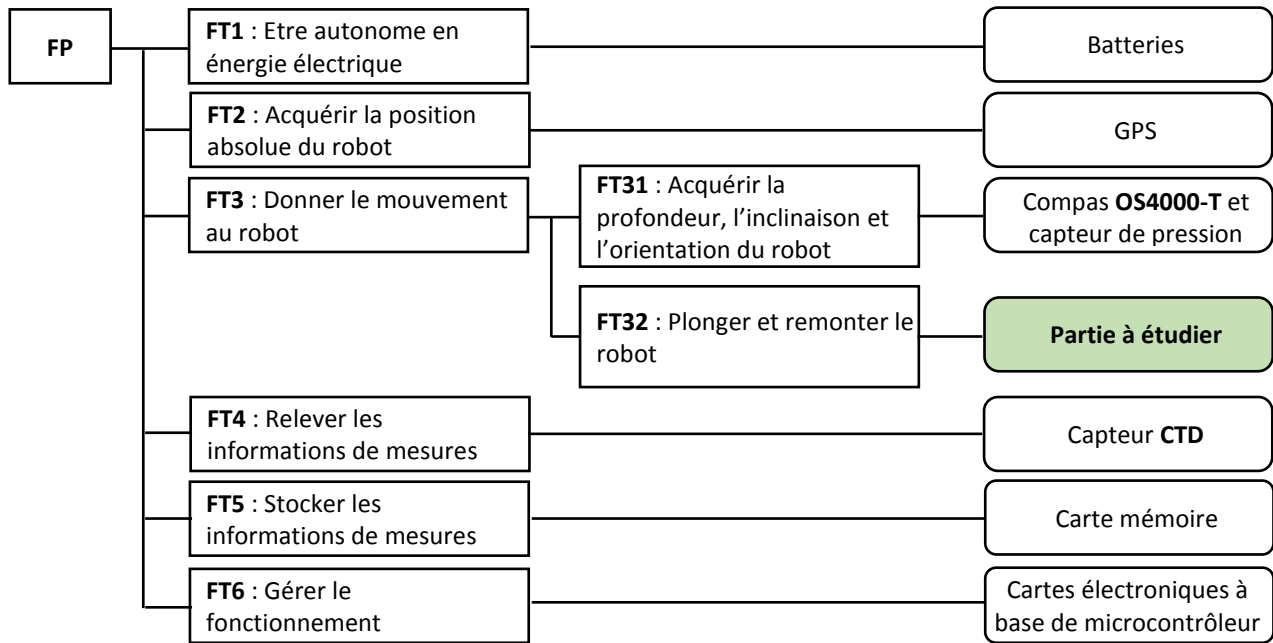 FP
FT1 : Etre autonome en
énergie électrique
Batteries
FT2 : Acquérir la position
absolue du robot
GPS
FT3 : Donner le mouvement
au robot
FT31 : Acquérir la
profondeur, l’inclinaison et
l’orientation du robot
Compas OS4000-T et
capteur de pression
FT32 : Plonger et remonter le
robot
Partie à étudier
FT4 : Relever les
informations de mesures
Capteur CTD
FT5 : Stocker les
informations de mesures
Carte mémoire
FT6 : Gérer le
fonctionnement
Cartes électroniques à
base de microcontrôleur